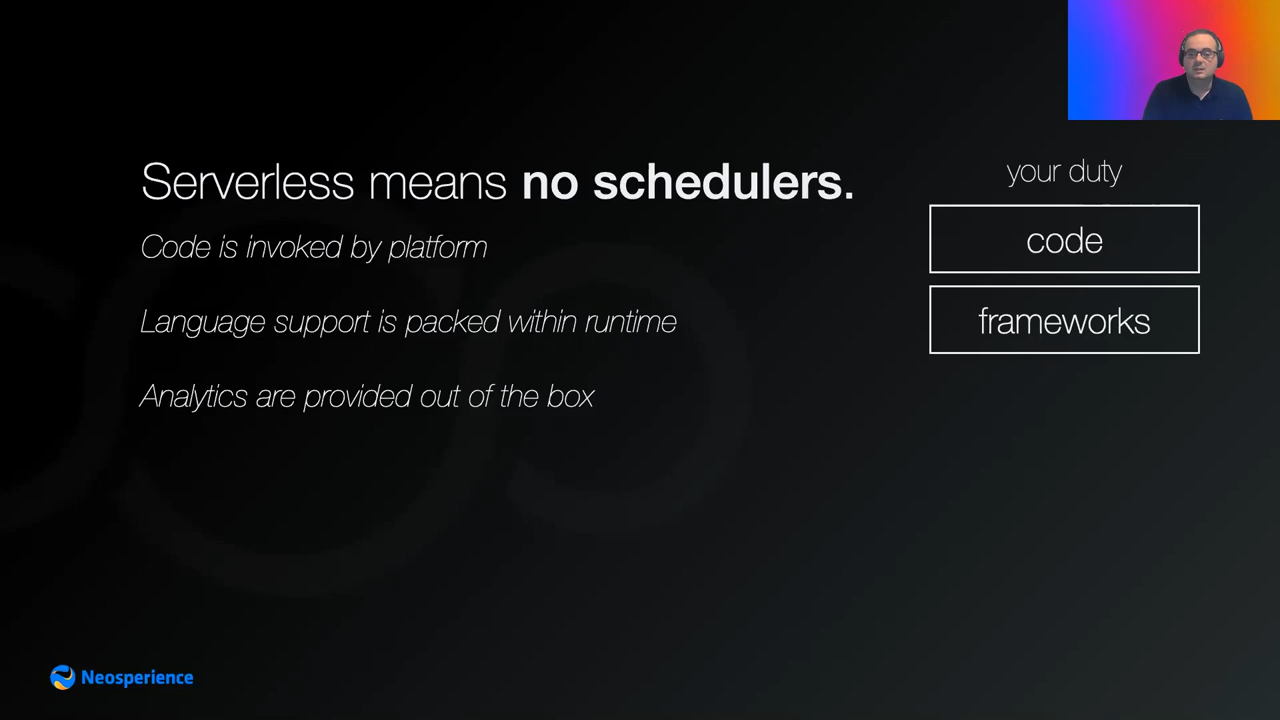 Serverless means no schedulers.
Code is invoked by platform
Language support is packed within runtime
Analytics are provided out of the box
your duty
code
frameworks
Neosperience